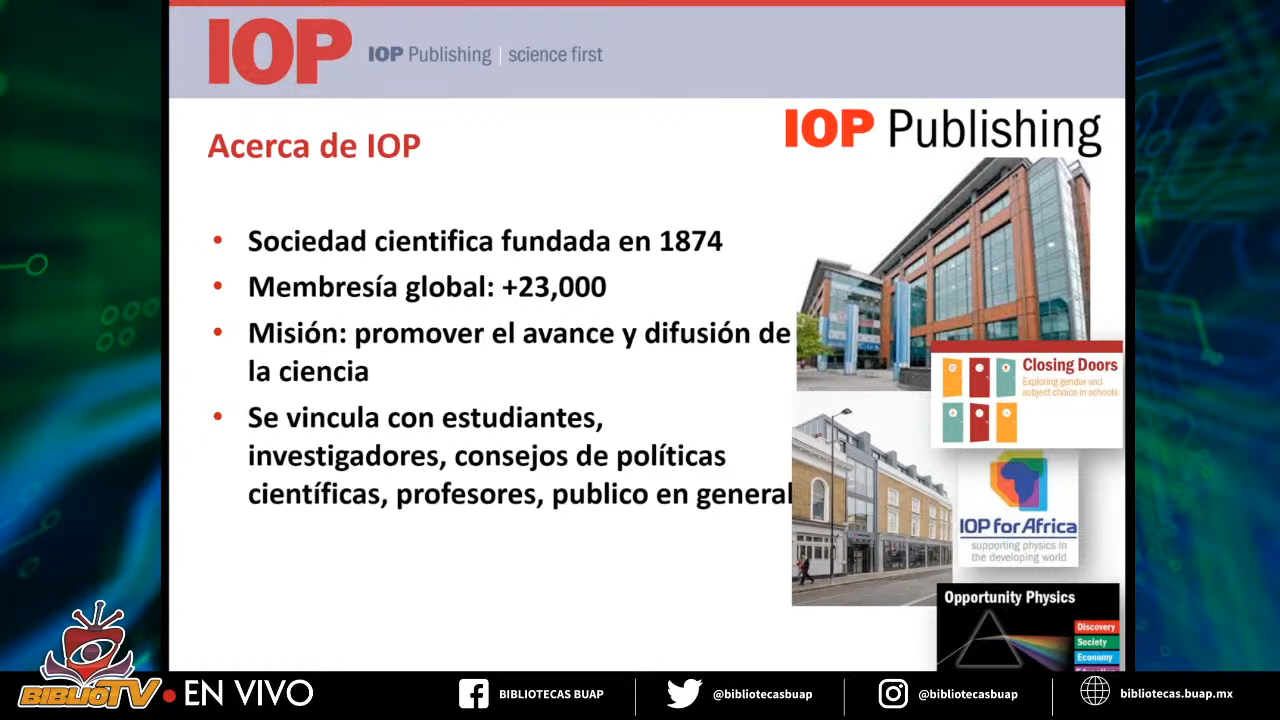 IOP
IOP Publishing | science first
IOP Publishing
Acerca de IOP
• Sociedad cientifica fundada en 1874
• Membresía global: +23,000
• Misión: promover el avance y difusión de
la ciencia
• Se vincula con estudiantes,
investigadores, consejos de políticas
científicas, profesores, publico en general
Closing Doors
Exploring gender and
subject choice in schools
IOP for Africa
supporting physics in
the developing world
Opportunity Physics
Discovery
Society
Economy
BIBLIOTV
EN VIVO
BIBLIOTECAS BUAP
@bibliotecasbuap
@bibliotecasbuap
bibliotecas.buap.mx